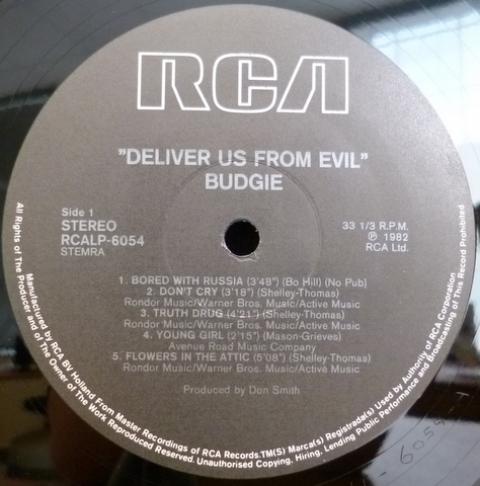 RCA
"DELIVER US FROM EVIL"
BUDGIE
Side 1
STEREO
RCALP-6054
STEMRA
33 1/3 R.P.M.
℗ 1982
RCA Ltd.
1. BORED WITH RUSSIA (3'48") (Bo Hill) (No Pub)
2. DON'T CRY (3'18") (Shelley-Thomas)
Rondor Music/Warner Bros. Music/Active Music
3. TRUTH DRUG (4'21") (Shelley-Thomas)
Rondor Music/Warner Bros. Music/Active Music
4. YOUNG GIRL (2'15") (Mason-Grieves)
Avenue Road Music Company
5. FLOWERS IN THE ATTIC (5'08") (Shelley-Thomas)
Rondor Music/Warner Bros. Music/Active Music
Produced by Don Smith
Manufactured by RCA BV Holland From Master Recordings of RCA Records.TM(S) Marca(s) Registrada(s) Used by Authority of RCA Corporation
All Rights of The Producer and of The Owner of The Work Reproduced Reserved. Unauthorised Copying, Hiring, Lending Public Performance and Broadcasting of This Record Prohibited